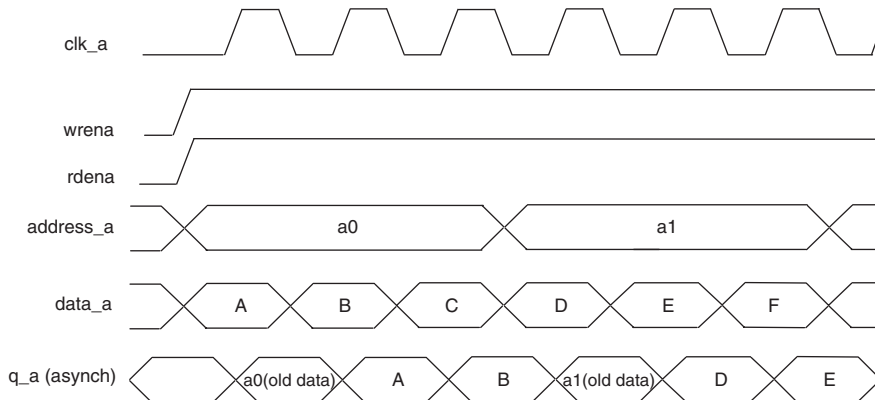 clk_a
wrena
rdena
address_a a0 a1
data_a A B C D E F
q_a (asynch) a0(old data) A B a1(old data) D E